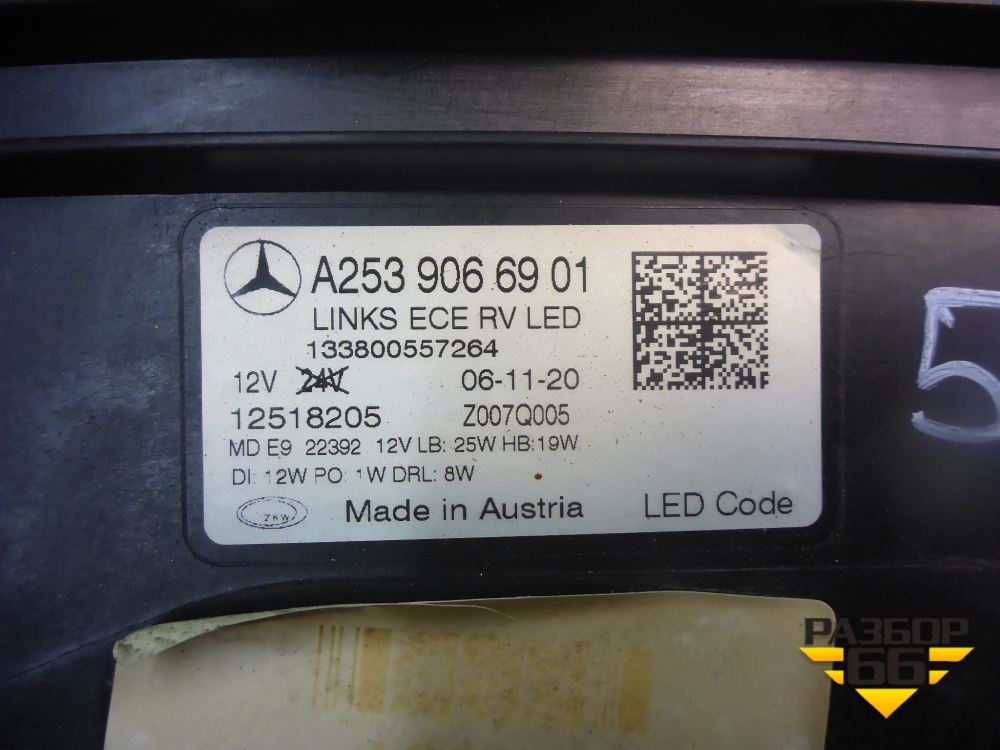 A253 906 69 01
LINKS ECE RV LED
133800557264
12V 24V 06-11-20
12518205 Z007Q005
MD E9 22392 12V LB: 25W HB: 19W
DI: 12W PO: 1W DRL: 8W
ZKW Made in Austria LED Code
5
РАЗБОР
66